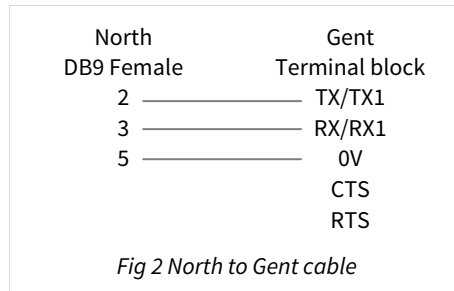 North Gent
DB9 Female Terminal block
2 TX/TX1
3 RX/RX1
5 0V
CTS
RTS
Fig 2 North to Gent cable